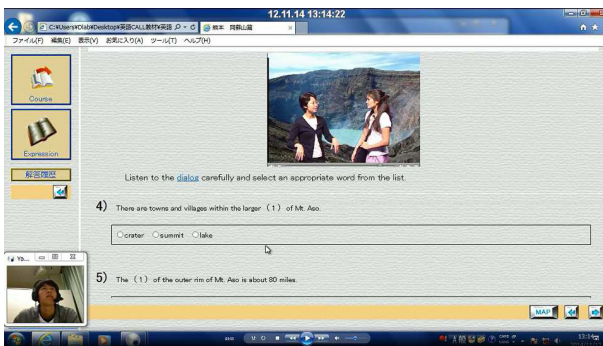 12.11.14 13:14:22
C:¥Users¥Dlab¥Desktop¥英語CALL教材¥英語
熊本 阿蘇山篇
ファイル(F) 編集(E) 表示(V) お気に入り(A) ツール(T) ヘルプ(H)
Course
Expression
解答履歴
Listen to the dialog carefully and select an appropriate word from the list.
4) There are towns and villages within the larger (1) of Mt. Aso.
crater summit lake
5) The (1) of the outer rim of Mt. Aso is about 80 miles.
MAP
13:14